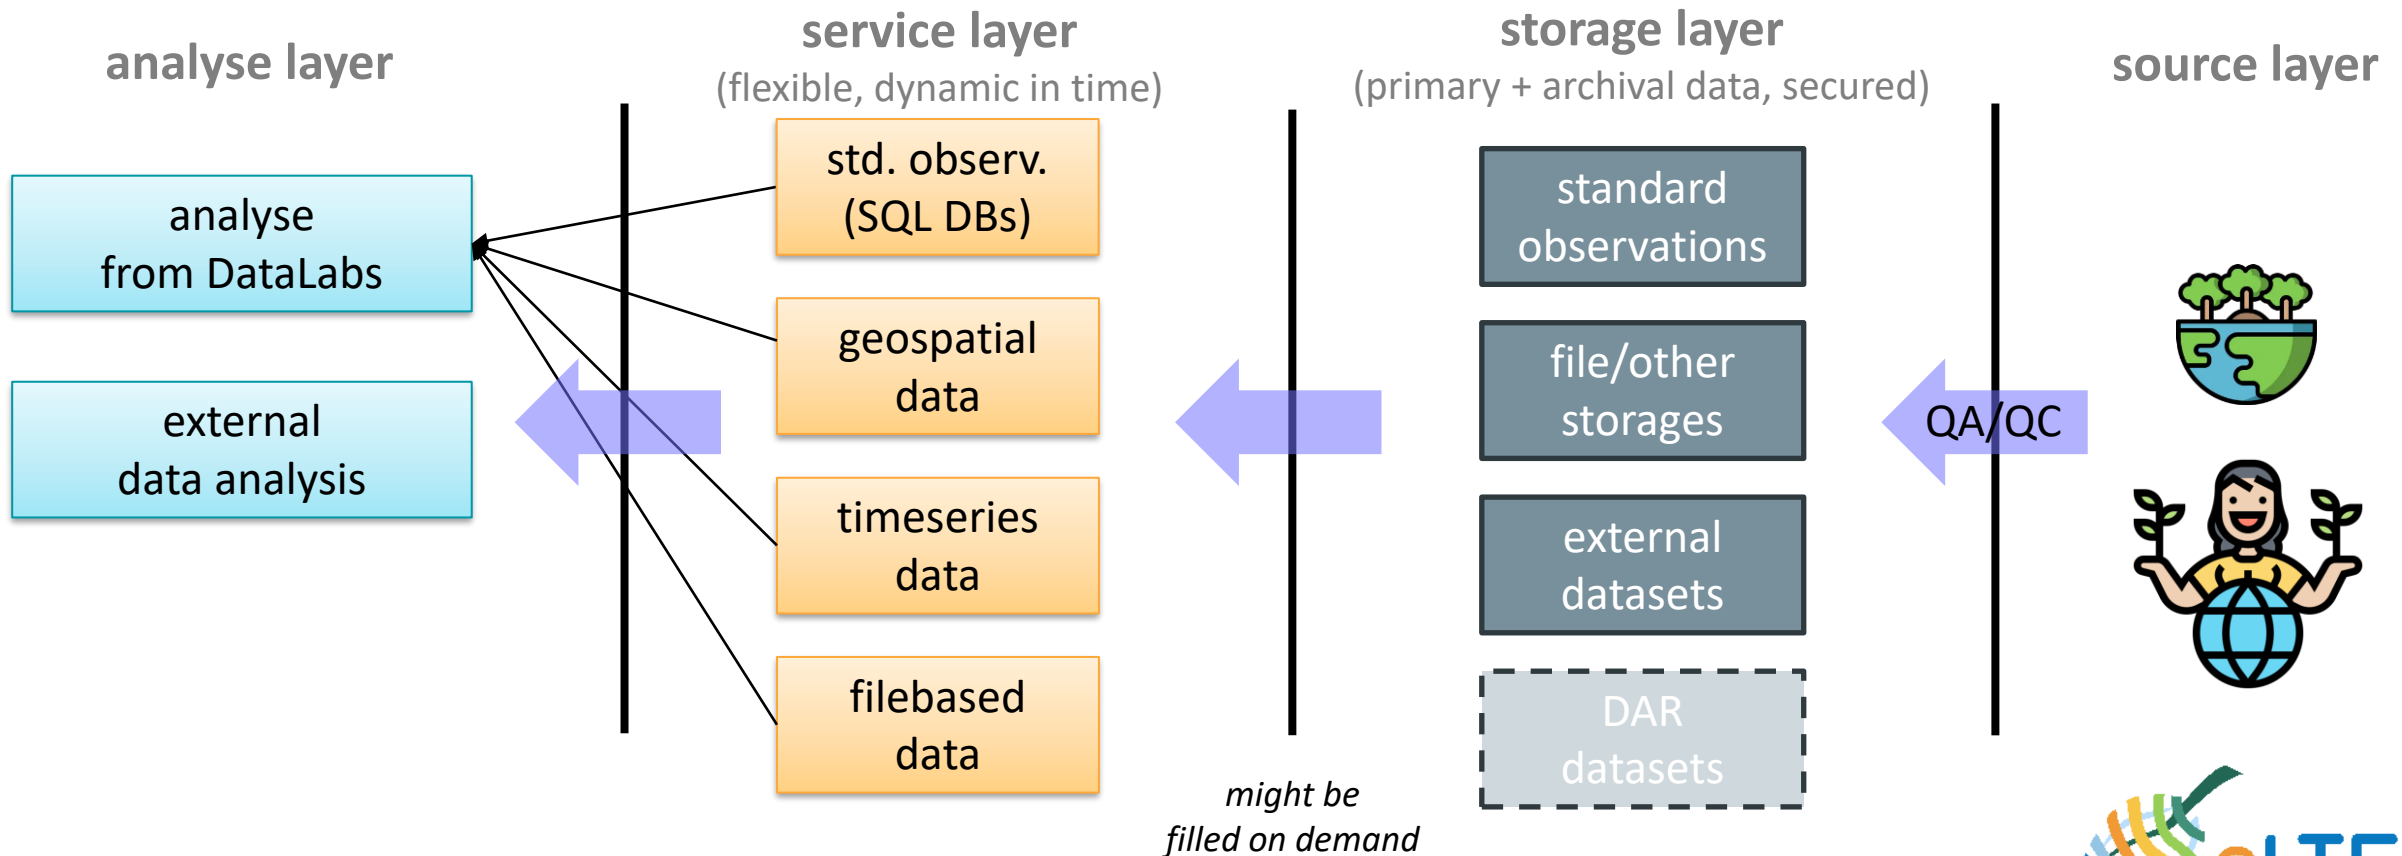 analyse layer
analyse
from DataLabs
external
data analysis
service layer
(flexible, dynamic in time)
std. observ.
(SQL DBs)
geospatial
data
timeseries
data
filebased
data
might be
filled on demand
storage layer
(primary + archival data, secured)
standard
observations
file/other
storages
external
datasets
DAR
datasets
QA/QC
source layer